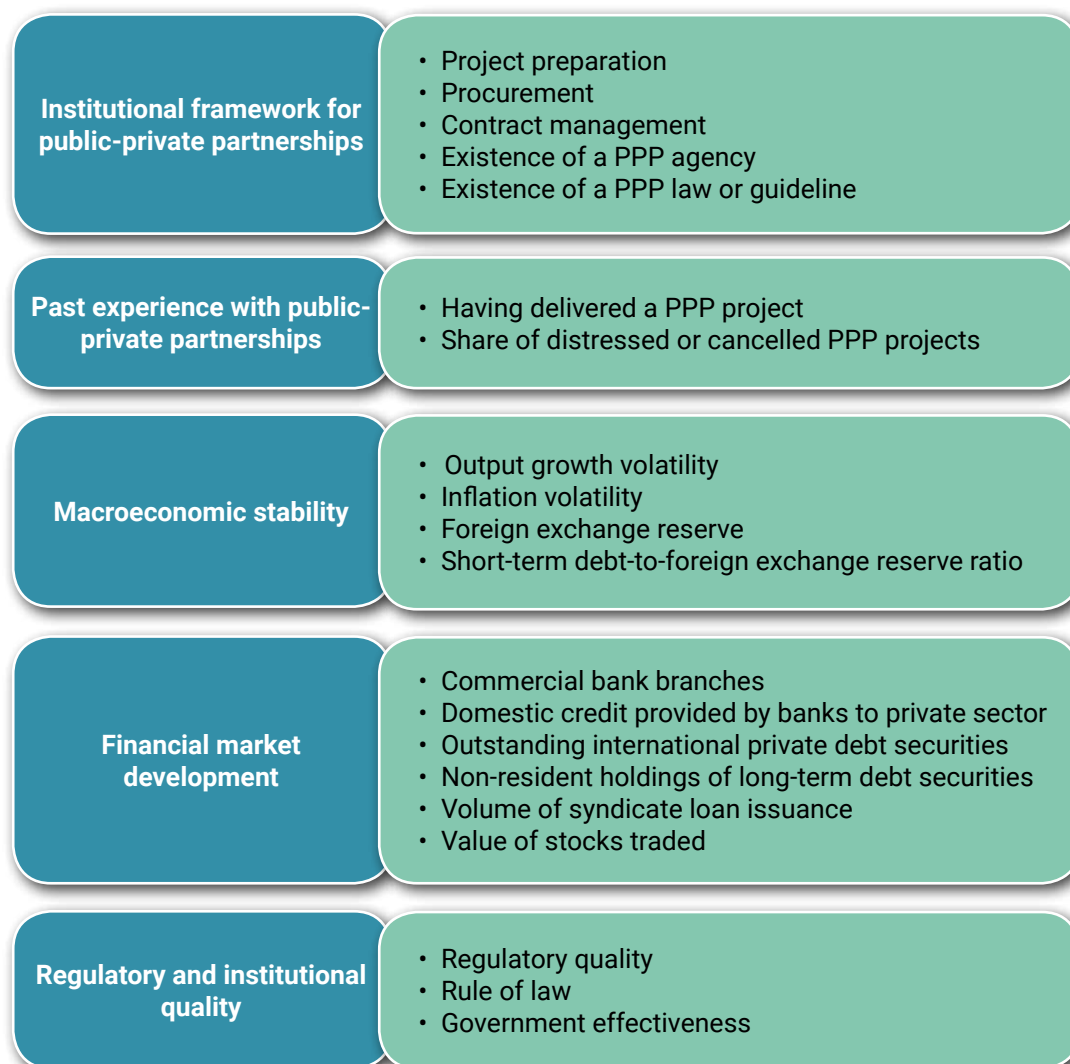 Institutional framework for
public-private partnerships
• Project preparation
• Procurement
• Contract management
• Existence of a PPP agency
• Existence of a PPP law or guideline
Past experience with public-
private partnerships
• Having delivered a PPP project
• Share of distressed or cancelled PPP projects
Macroeconomic stability
• Output growth volatility
• Inflation volatility
• Foreign exchange reserve
• Short-term debt-to-foreign exchange reserve ratio
Financial market
development
• Commercial bank branches
• Domestic credit provided by banks to private sector
• Outstanding international private debt securities
• Non-resident holdings of long-term debt securities
• Volume of syndicate loan issuance
• Value of stocks traded
Regulatory and institutional
quality
• Regulatory quality
• Rule of law
• Government effectiveness